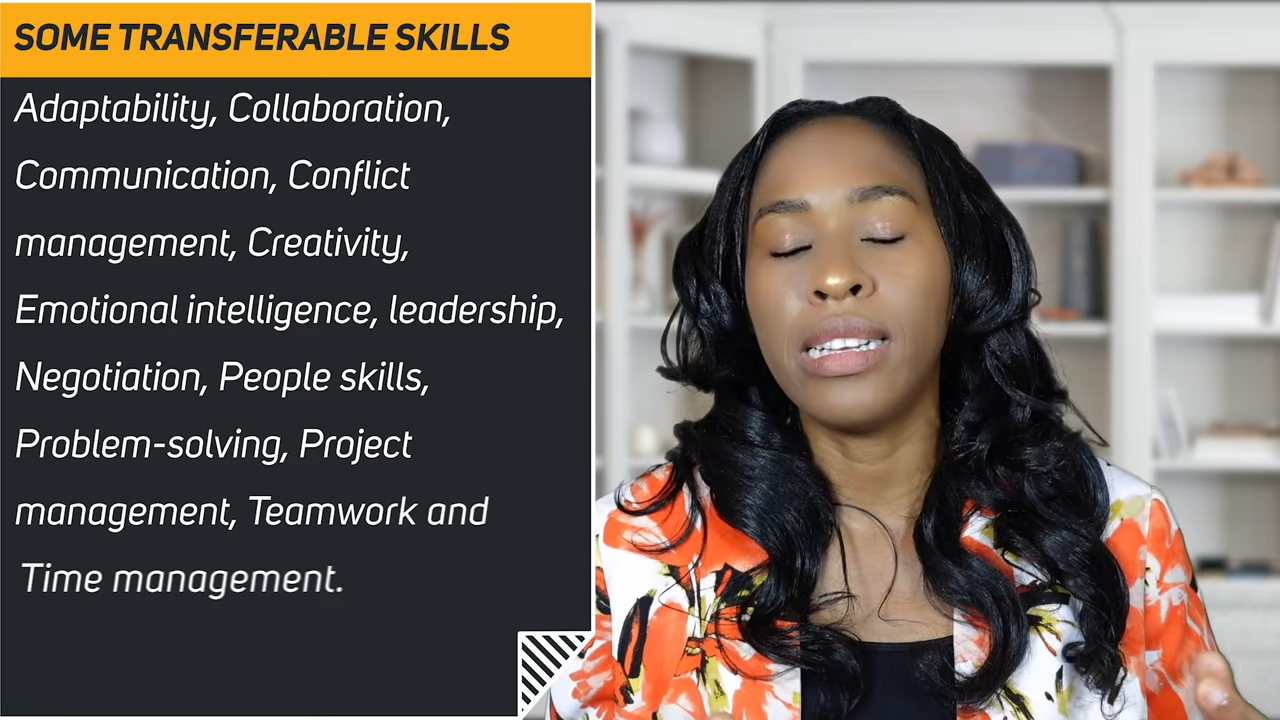 SOME TRANSFERABLE SKILLS
Adaptability, Collaboration,
Communication, Conflict
management, Creativity,
Emotional intelligence, leadership,
Negotiation, People skills,
Problem-solving, Project
management, Teamwork and
Time management.